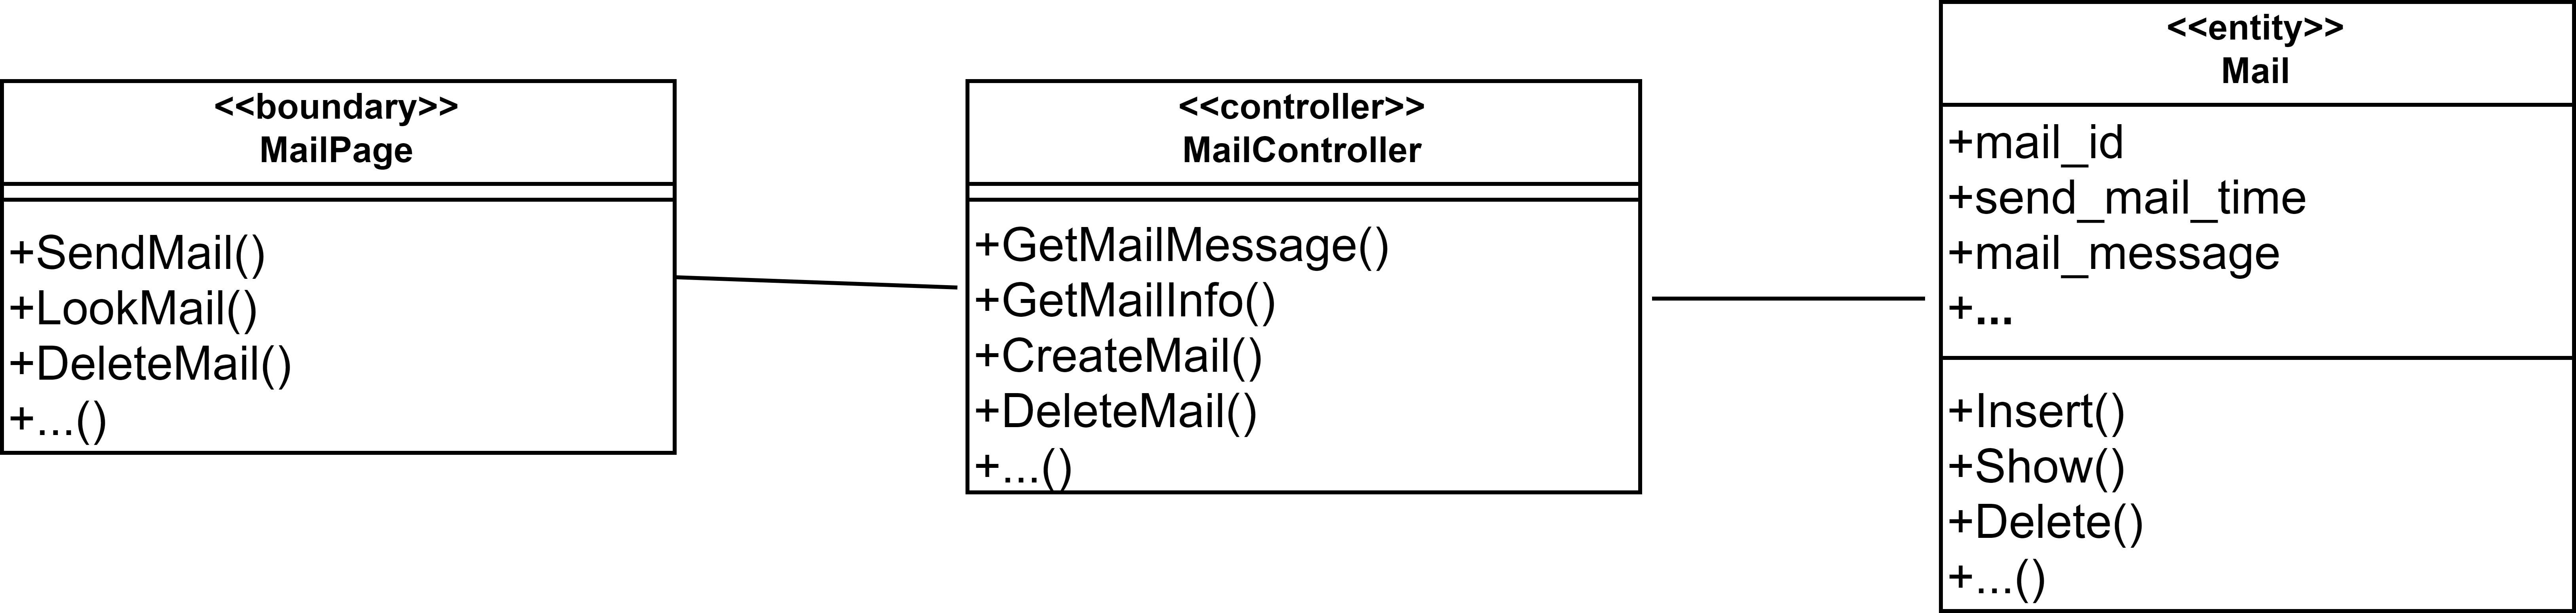 <<boundary>>
MailPage
+SendMail()
+LookMail()
+DeleteMail()
+...()
<<controller>>
MailController
+GetMailMessage()
+GetMailInfo()
+CreateMail()
+DeleteMail()
+...()
<<entity>>
Mail
+mail_id
+send_mail_time
+mail_message
+...
+Insert()
+Show()
+Delete()
+...()